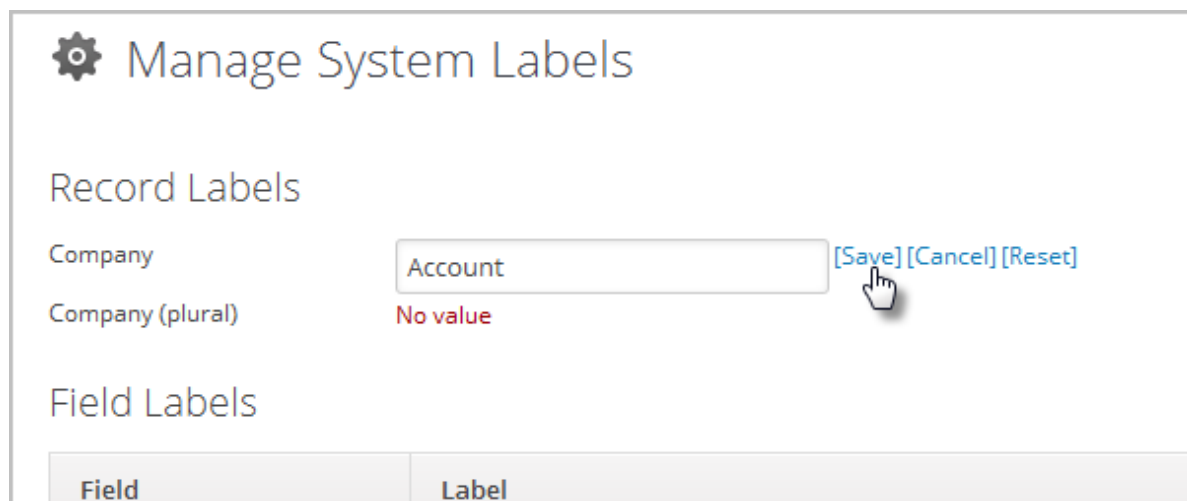 Manage System Labels
Record Labels
Company Account [Save] [Cancel] [Reset]
Company (plural) No value
Field Labels
Field Label